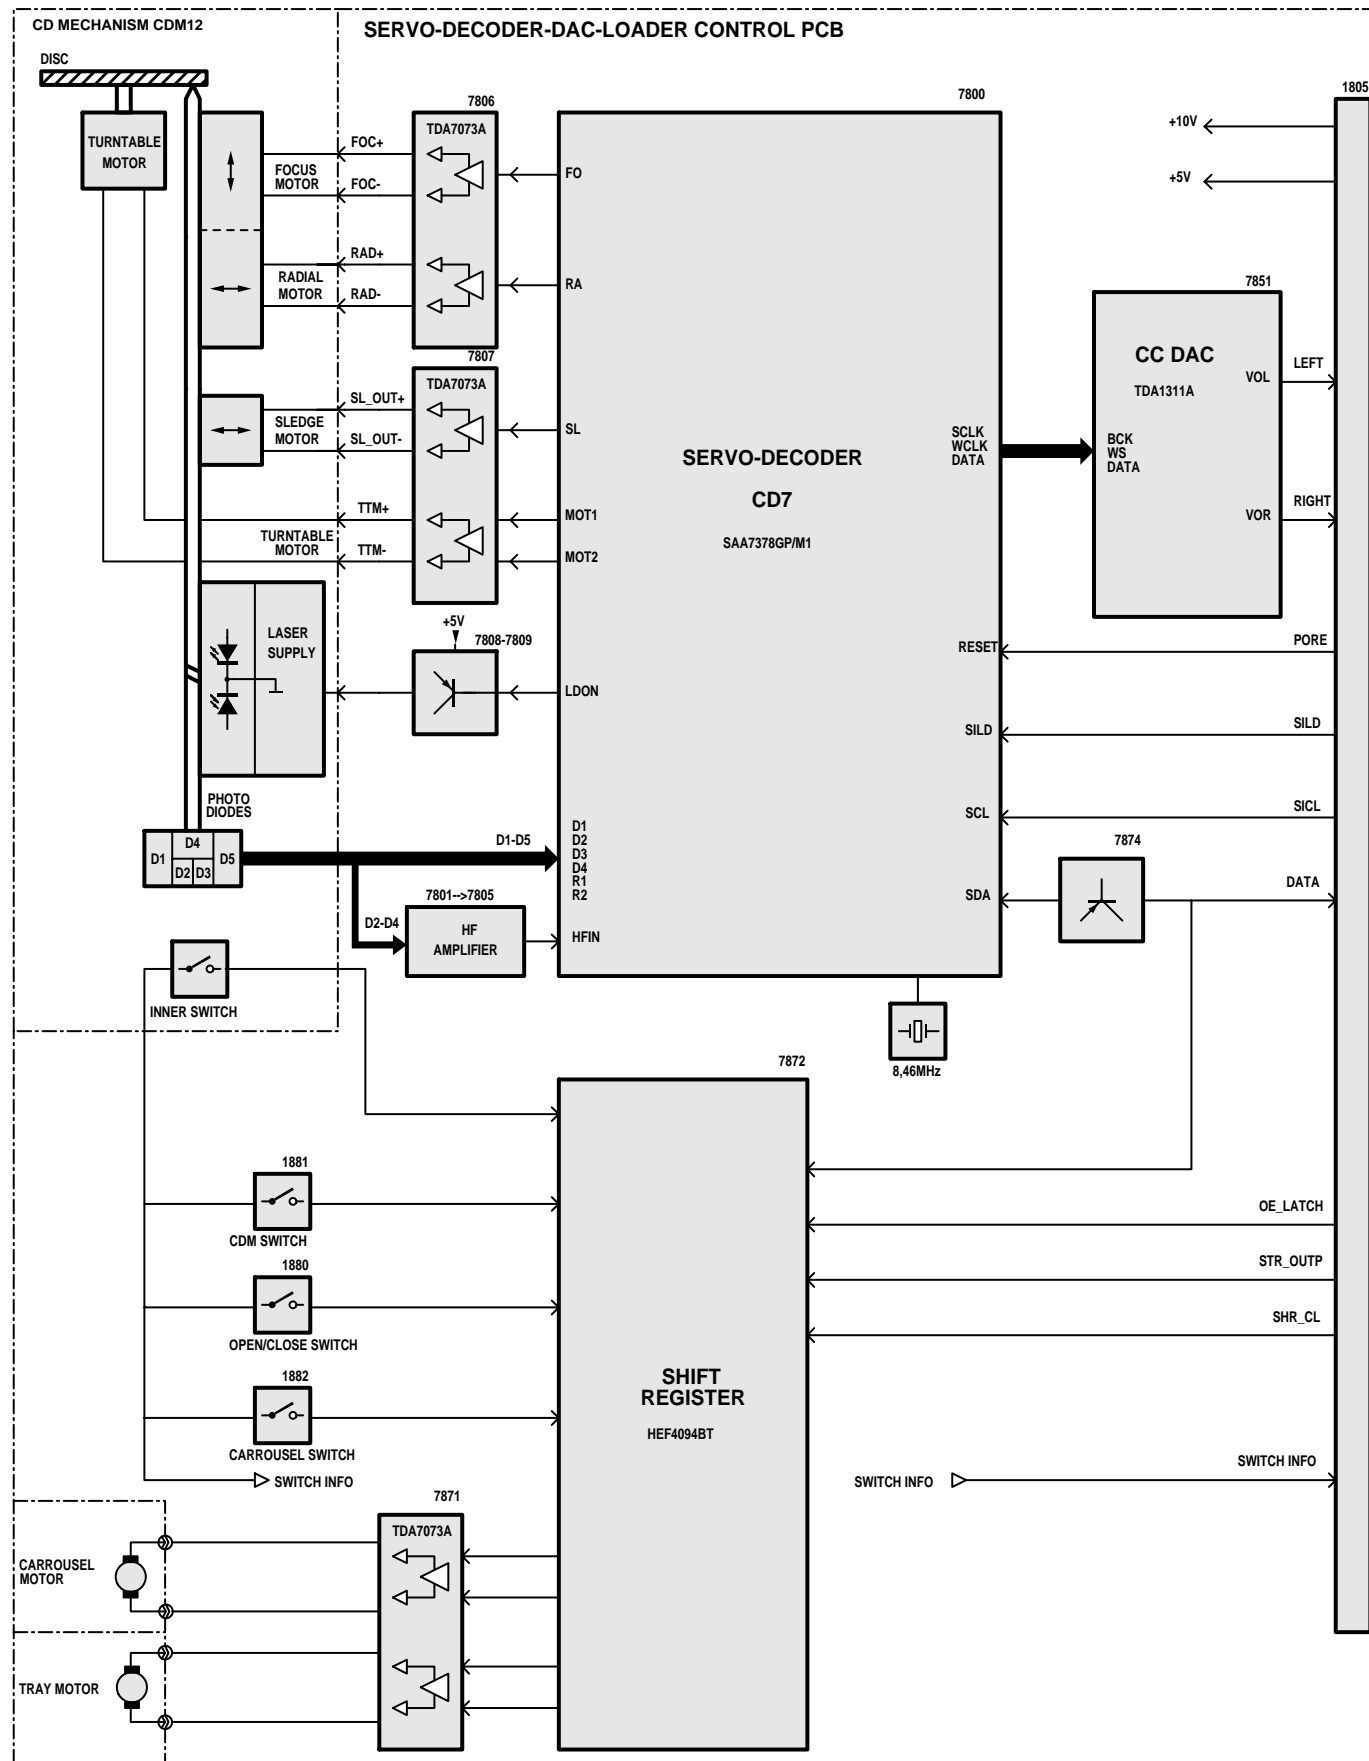 CD MECHANISM CDM12
SERVO-DECODER-DAC-LOADER CONTROL PCB
DISC
TURNTABLE
MOTOR
FOCUS
MOTOR
FOC+
FOC-
RADIAL
MOTOR
RAD+
RAD-
7806
TDA7073A
FO
RA
7807
TDA7073A
SLEDGE
MOTOR
SL_OUT+
SL_OUT-
SL
TURNTABLE
MOTOR
TTM+
TTM-
MOT1
MOT2
LASER
SUPPLY
+5V
7808-7809
LDON
PHOTO
DIODES
D1
D4
D2
D3
D5
D1-D5
D2-D4
7801-->7805
HF
AMPLIFIER
D1
D2
D3
D4
R1
R2
HFIN
7800
SERVO-DECODER
CD7
SAA7378GP/M1
SCLK
WCLK
DATA
RESET
SILD
SCL
SDA
8,46MHz
1805
+10V
+5V
7851
CC DAC
TDA1311A
BCK
WS
DATA
VOL
VOR
LEFT
RIGHT
PORE
SILD
SICL
7874
DATA
INNER SWITCH
1881
CDM SWITCH
1880
OPEN/CLOSE SWITCH
1882
CARROUSEL SWITCH
SWITCH INFO
7872
SHIFT
REGISTER
HEF4094BT
OE_LATCH
STR_OUTP
SHR_CL
SWITCH INFO
SWITCH INFO
7871
TDA7073A
CARROUSEL
MOTOR
TRAY MOTOR